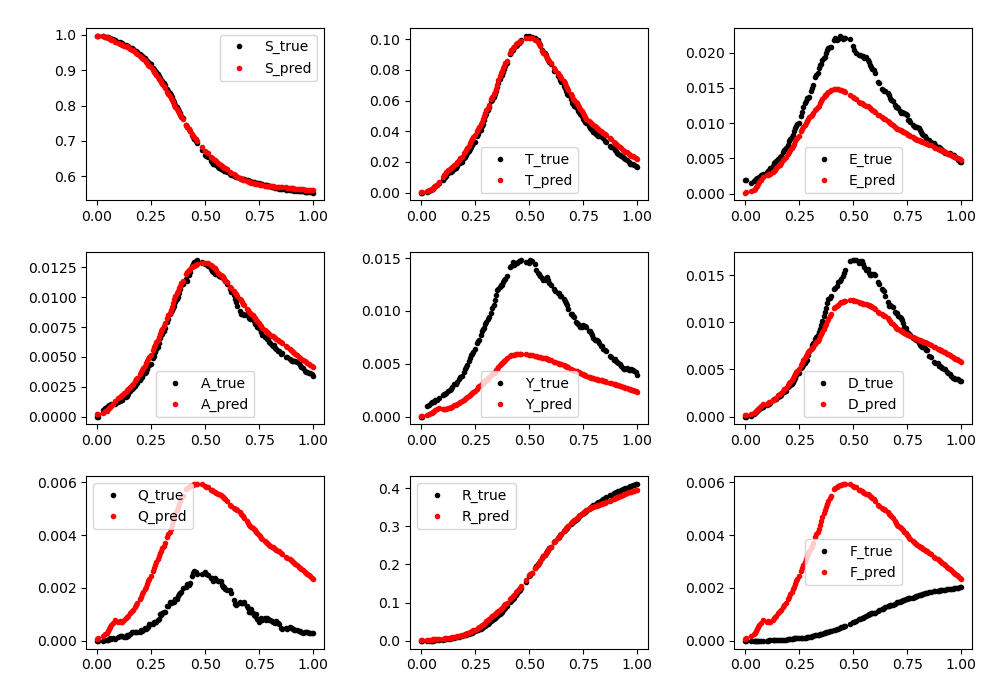 1.0
0.9
0.8
0.7
0.6
S_true
S_pred
0.00 0.25 0.50 0.75 1.00
0.10
0.08
0.06
0.04
0.02
0.00
T_true
T_pred
0.00 0.25 0.50 0.75 1.00
0.020
0.015
0.010
0.005
0.000
E_true
E_pred
0.00 0.25 0.50 0.75 1.00
0.0125
0.0100
0.0075
0.0050
0.0025
0.0000
A_true
A_pred
0.00 0.25 0.50 0.75 1.00
0.015
0.010
0.005
0.000
Y_true
Y_pred
0.00 0.25 0.50 0.75 1.00
0.015
0.010
0.005
0.000
D_true
D_pred
0.00 0.25 0.50 0.75 1.00
0.006
0.004
0.002
0.000
Q_true
Q_pred
0.00 0.25 0.50 0.75 1.00
0.4
0.3
0.2
0.1
0.0
R_true
R_pred
0.00 0.25 0.50 0.75 1.00
0.006
0.004
0.002
0.000
F_true
F_pred
0.00 0.25 0.50 0.75 1.00